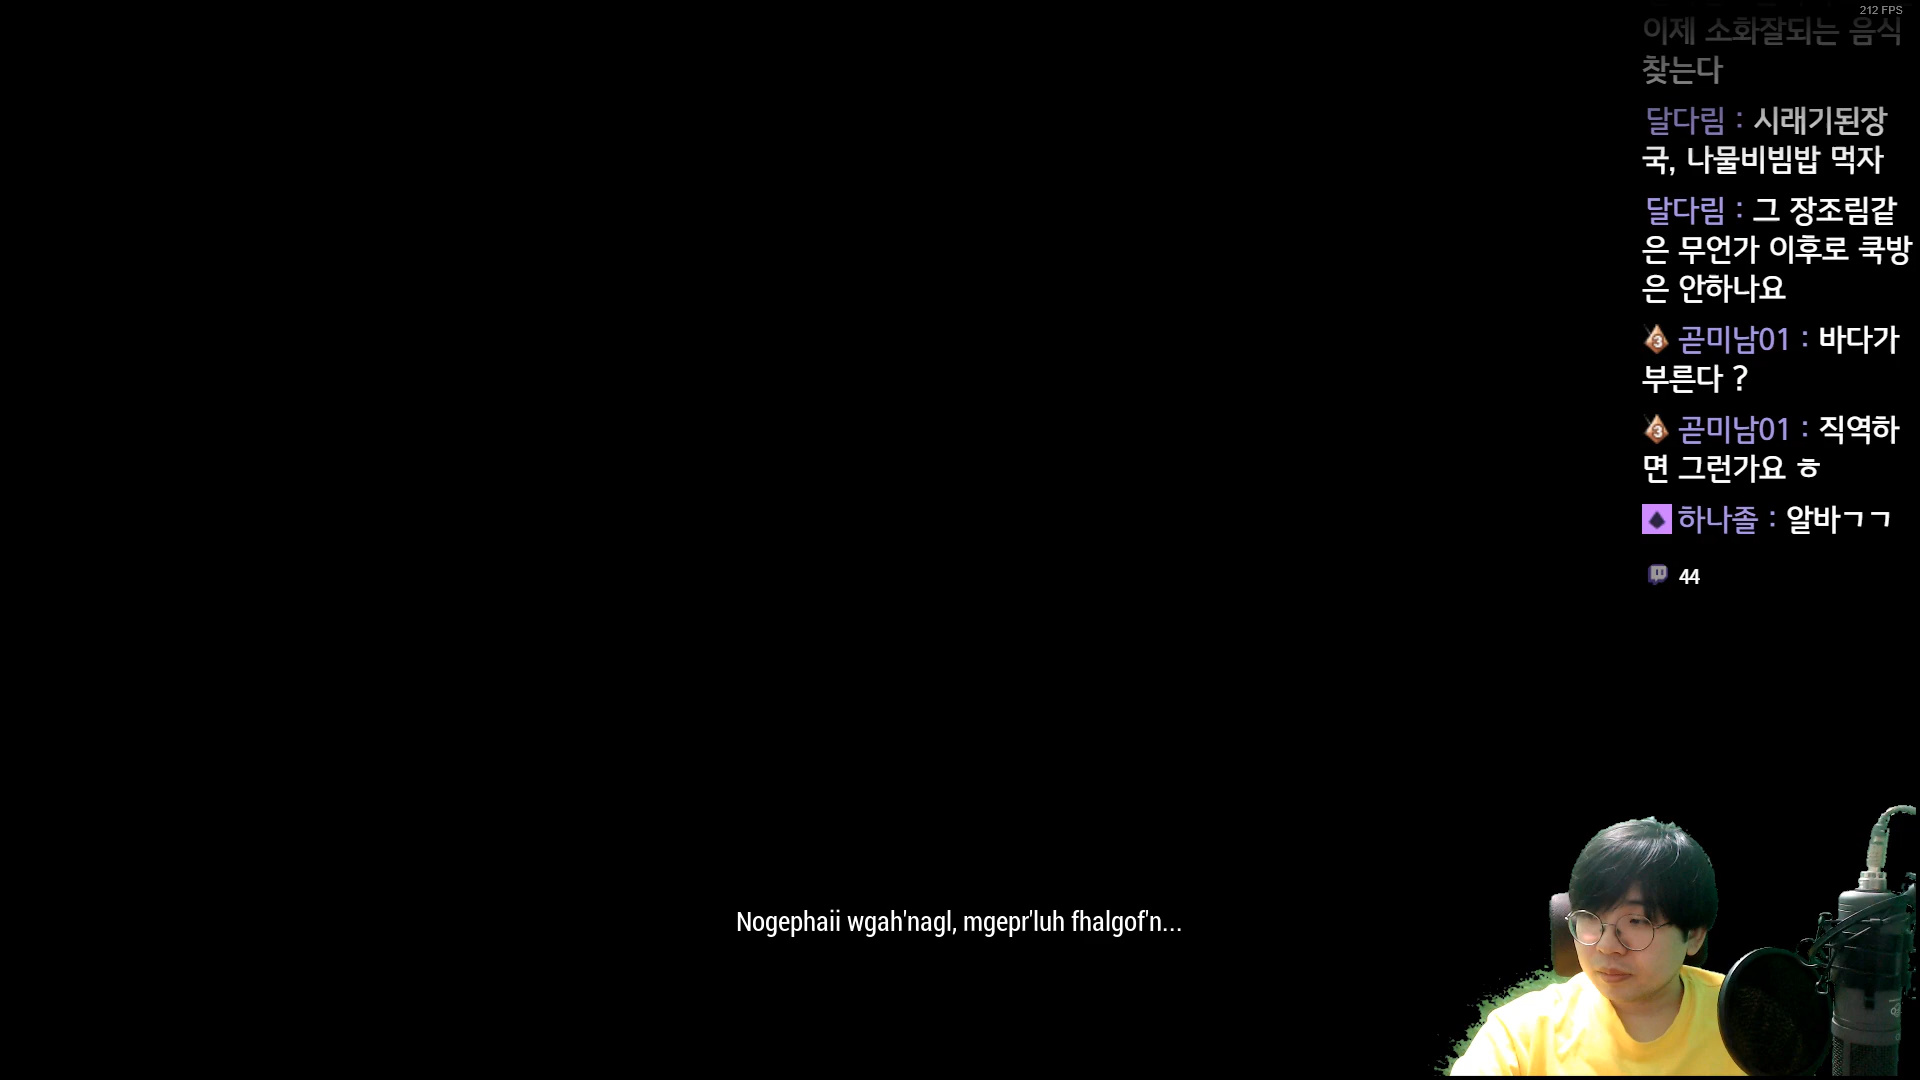 212 FPS
이제 소화잘되는 음식
찾는다
달다림 : 시래기된장
국, 나물비빔밥 먹자
달다림 : 그 장조림같
은 무언가 이후로 쿡방
은 안하나요
3 곧미남01 : 바다가
부른다 ?
3 곧미남01 : 직역하
면 그런가요 ㅎ
하나졸 : 알바ㄱㄱ
44
Nogephaii wgah'nagl, mgepr'luh fhalgof'n...